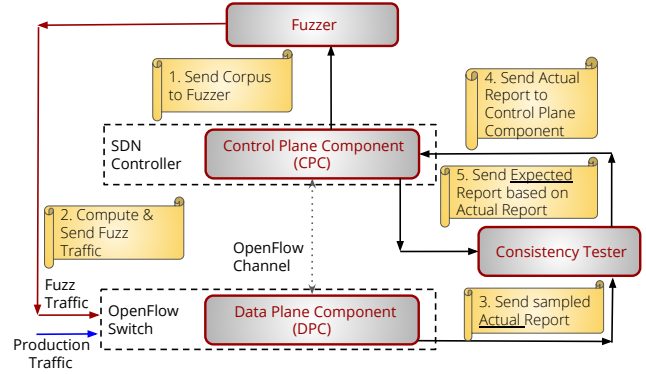 Fuzzer
1. Send Corpus
to Fuzzer
4. Send Actual
Report to
Control Plane
Component
SDN
Controller
Control Plane Component
(CPC)
5. Send Expected
Report based on
Actual Report
2. Compute &
Send Fuzz
Traffic
OpenFlow
Channel
Consistency Tester
Fuzz
Traffic
OpenFlow
Switch
Data Plane Component
(DPC)
3. Send sampled
Actual Report
Production
Traffic